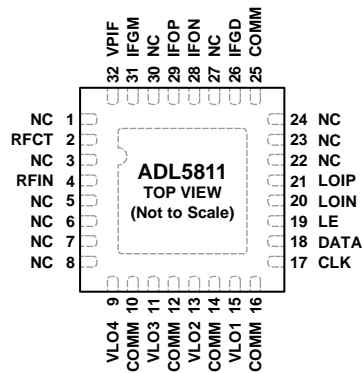 32 VPIF
31 IFGM
30 NC
29 IFOP
28 IFON
27 NC
26 IFGD
25 COMM
NC 1
RFCT 2
NC 3
RFIN 4
NC 5
NC 6
NC 7
NC 8
ADL5811
TOP VIEW
(Not to Scale)
24 NC
23 NC
22 NC
21 LOIP
20 LOIN
19 LE
18 DATA
17 CLK
VLO4 9
COMM 10
VLO3 11
COMM 12
VLO2 13
COMM 14
VLO1 15
COMM 16